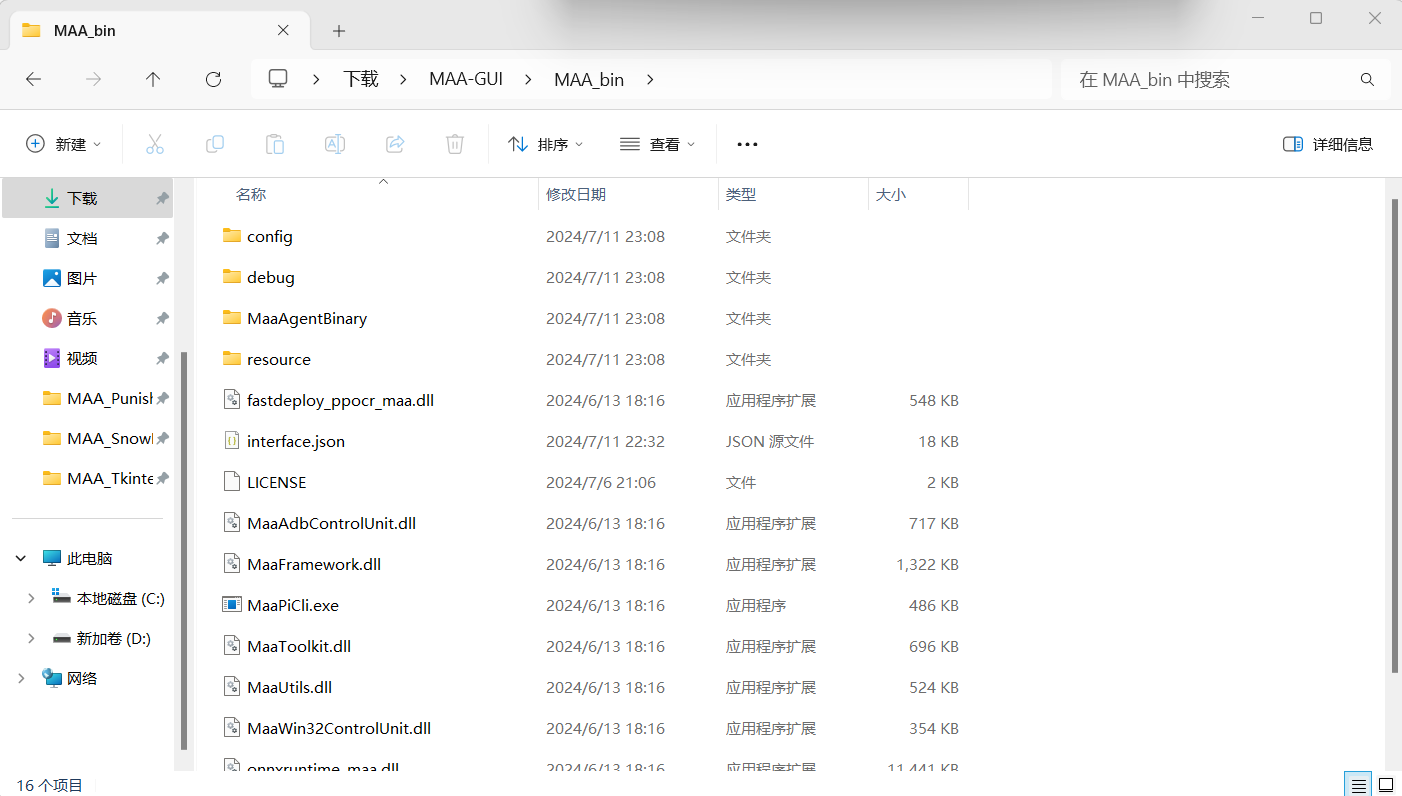 MAA_bin
下载
MAA-GUI
MAA_bin
在 MAA_bin 中搜索
新建
排序
查看
详细信息
下载
文档
图片
音乐
视频
MAA_Punish
MAA_Snow
MAA_Tkinte
此电脑
本地磁盘 (C:)
新加卷 (D:)
网络
名称 修改日期 类型 大小
config 2024/7/11 23:08 文件夹
debug 2024/7/11 23:08 文件夹
MaaAgentBinary 2024/7/11 23:08 文件夹
resource 2024/7/11 23:08 文件夹
fastdeploy_ppocr_maa.dll 2024/6/13 18:16 应用程序扩展 548 KB
interface.json 2024/7/11 22:32 JSON 源文件 18 KB
LICENSE 2024/7/6 21:06 文件 2 KB
MaaAdbControlUnit.dll 2024/6/13 18:16 应用程序扩展 717 KB
MaaFramework.dll 2024/6/13 18:16 应用程序扩展 1,322 KB
MaaPiCli.exe 2024/6/13 18:16 应用程序 486 KB
MaaToolkit.dll 2024/6/13 18:16 应用程序扩展 696 KB
MaaUtils.dll 2024/6/13 18:16 应用程序扩展 524 KB
MaaWin32ControlUnit.dll 2024/6/13 18:16 应用程序扩展 354 KB
onnxruntime_maa.dll 2024/6/13 18:16 应用程序扩展 11,441 KB
16 个项目